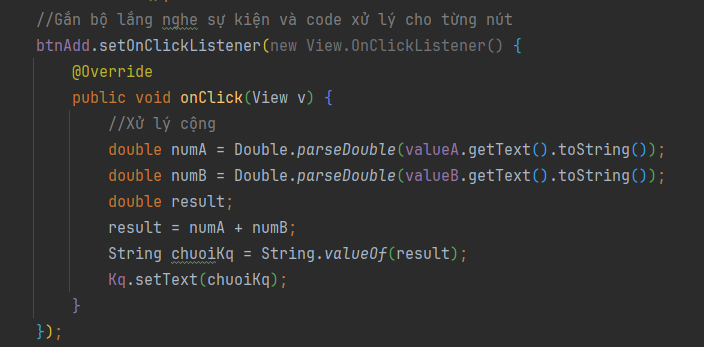 //Gắn bộ lắng nghe sự kiện và code xử lý cho từng nút
btnAdd.setOnClickListener(new View.OnClickListener() {
@Override
public void onClick(View v) {
//Xử lý cộng
double numA = Double.parseDouble(valueA.getText().toString());
double numB = Double.parseDouble(valueB.getText().toString());
double result;
result = numA + numB;
String chuoiKq = String.valueOf(result);
Kq.setText(chuoiKq);
}
});